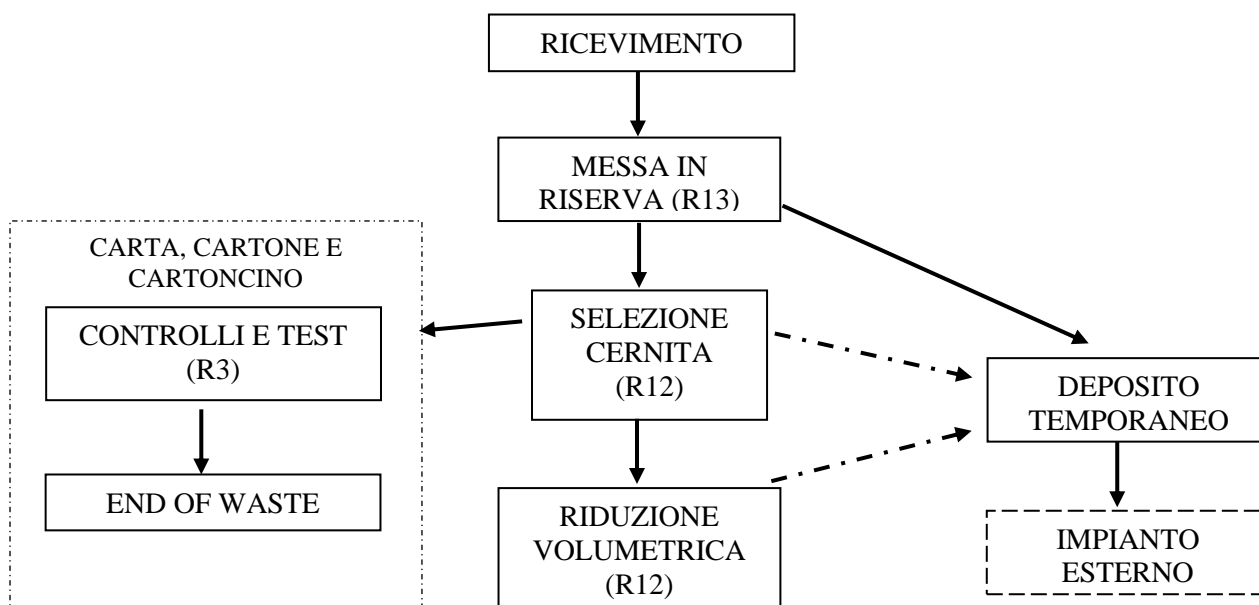 RICEVIMENTO
MESSA IN
RISERVA (R13)
CARTA, CARTONE E
CARTONCINO
CONTROLLI E TEST
(R3)
END OF WASTE
SELEZIONE
CERNITA
(R12)
RIDUZIONE
VOLUMETRICA
(R12)
DEPOSITO
TEMPORANEO
IMPIANTO
ESTERNO